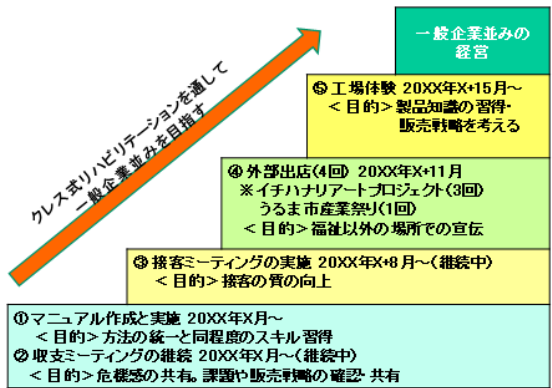 一般企業並みの
経営
⑤ 工場体験 20XX年X+15月～
＜目的＞製品知識の習得・
販売戦略を考える
クレス式リハビリテーションを通して
一般企業並みを目指す
④ 外部出店(4回) 20XX年X+11月
※イチハナリアートプロジェクト(3回)
うるま市産業祭り(1回)
＜目的＞福祉以外の場所での宣伝
③ 接客ミーティングの実施 20XX年X+8月～(継続中)
＜目的＞接客の質の向上
①マニュアル作成と実施 20XX年X月～
＜目的＞方法の統一と同程度のスキル習得
② 収支ミーティングの継続 20XX年X月～(継続中)
＜目的＞危機感の共有。課題や販売戦略の確認・共有